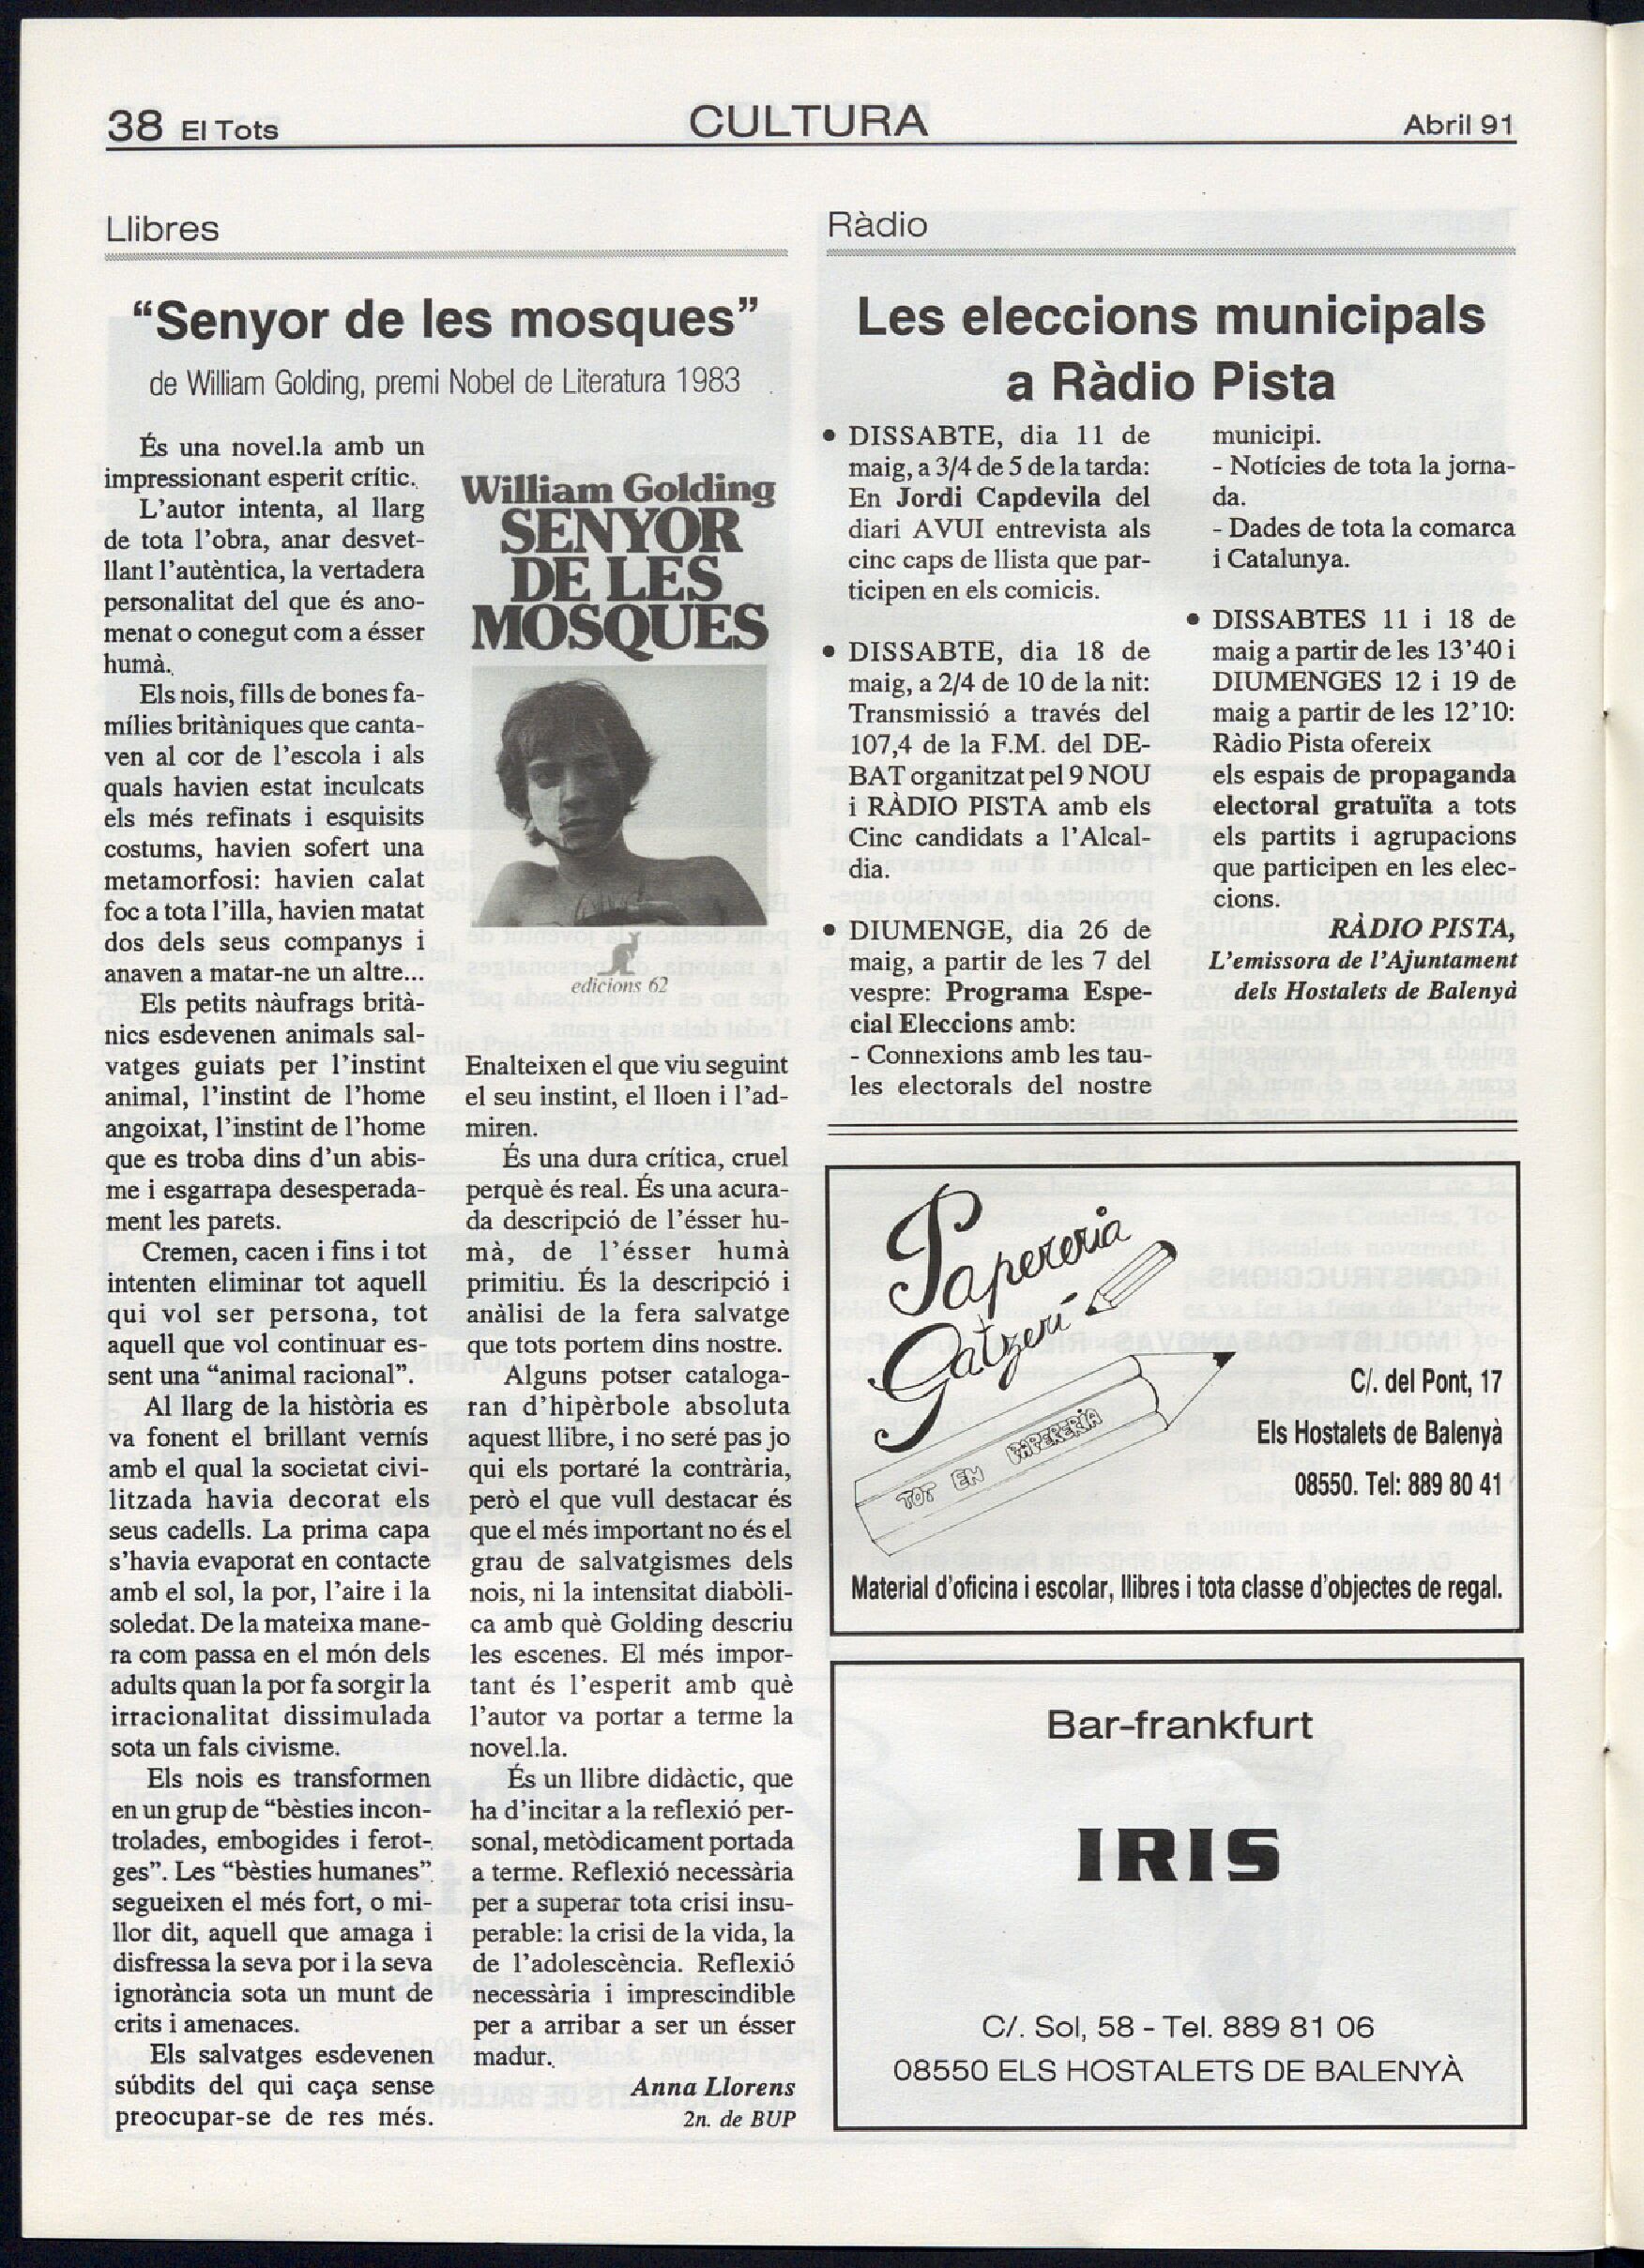 38 El Tots
CULTURA
Abril 91
Llibres
“Senyor de les mosques”
de William Golding, premi Nobel de Literatura 1983
És una novel.la amb un
impressionant esperit crític.
L’autor intenta, al llarg
de tota l’obra, anar desvet-
llant l’autèntica, la vertadera
personalitat del que és ano-
menat o conegut com a ésser
humà.
Els nois, fills de bones fa-
mílies britàniques que canta-
ven al cor de l’escola i als
quals havien estat inculcats
els més refinats i esquisits
costums, havien sofert una
metamorfosi: havien calat
foc a tota l’illa, havien matat
dos dels seus companys i
anaven a matar-ne un altre...
Els petits nàufrags brità-
nics esdevenen animals sal-
vatges guiats per l’instint
animal, l’instint de l’home
angoixat, l’instint de l’home
que es troba dins d’un abis-
me i esgarrapa desesperada-
ment les parets.
Cremen, cacen i fins i tot
intenten eliminar tot aquell
qui vol ser persona, tot
aquell que vol continuar es-
sent una “animal racional”.
Al llarg de la història es
va fonent el brillant vernís
amb el qual la societat civi-
litzada havia decorat els
seus cadells. La prima capa
s’havia evaporat en contacte
amb el sol, la por, l’aire i la
soledat. De la mateixa mane-
ra com passa en el món dels
adults quan la por fa sorgir la
irracionalitat dissimulada
sota un fals civisme.
Els nois es transformen
en un grup de “bèsties incon-
trolades, embogides i ferot-
ges”. Les “bèsties humanes”
segueixen el més fort, o mi-
llor dit, aquell que amaga i
disfressa la seva por i la seva
ignorància sota un munt de
crits i amenaces.
Els salvatges esdevenen
súbdits del qui caça sense
preocupar-se de res més.
William Golding
SENYOR
DE LES
MOSQUES
edicions 62
Enalteixen el que viu seguint
el seu instint, el lloen i l’ad-
miren.
És una dura crítica, cruel
perquè és real. És una acura-
da descripció de l’ésser hu-
mà, de l’ésser humà
primitiu. És la descripció i
anàlisi de la fera salvatge
que tots portem dins nostre.
Alguns potser cataloga-
ran d’hipèrbole absoluta
aquest llibre, i no seré pas jo
qui els portaré la contrària,
però el que vull destacar és
que el més important no és el
grau de salvatgismes dels
nois, ni la intensitat diabòli-
ca amb què Golding descriu
les escenes. El més impor-
tant és l’esperit amb què
l’autor va portar a terme la
novel.la.
És un llibre didàctic, que
ha d’incitar a la reflexió per-
sonal, metòdicament portada
a terme. Reflexió necessària
per a superar tota crisi insu-
perable: la crisi de la vida, la
de l’adolescència. Reflexió
necessària i imprescindible
per a arribar a ser un ésser
madur.
Anna Llorens
2n. de BUP
Ràdio
Les eleccions municipals
a Ràdio Pista
• DISSABTE, dia 11 de
maig, a 3/4 de 5 de la tarda:
En Jordi Capdevila del
diari AVUI entrevista als
cinc caps de llista que par-
ticipen en els comicis.
• DISSABTE, dia 18 de
maig, a 2/4 de 10 de la nit:
Transmissió a través del
107,4 de la F.M. del DE-
BAT organitzat pel 9 NOU
i RÀDIO PISTA amb els
Cinc candidats a l’Alcal-
dia.
• DIUMENGE, dia 26 de
maig, a partir de les 7 del
vespre: Programa Espe-
cial Eleccions amb:
- Connexions amb les tau-
les electorals del nostre
municipi.
- Notícies de tota la jorna-
da.
- Dades de tota la comarca
i Catalunya.
• DISSABTES 11 i 18 de
maig a partir de les 13’40 i
DIUMENGES 12 i 19 de
maig a partir de les 12’10:
Ràdio Pista ofereix
els espais de propaganda
electoral gratuïta a tots
els partits i agrupacions
que participen en les elec-
cions.
RÀDIO PISTA,
L’emissora de l’Ajuntament
dels Hostalets de Balenyà
Papereria
Gatzerí
TOT EN PAPERERIA
C/. del Pont, 17
Els Hostalets de Balenyà
08550. Tel: 889 80 41
Material d’oficina i escolar, llibres i tota classe d’objectes de regal.
Bar-frankfurt
IRIS
C/. Sol, 58 - Tel. 889 81 06
08550 ELS HOSTALETS DE BALENYÀ